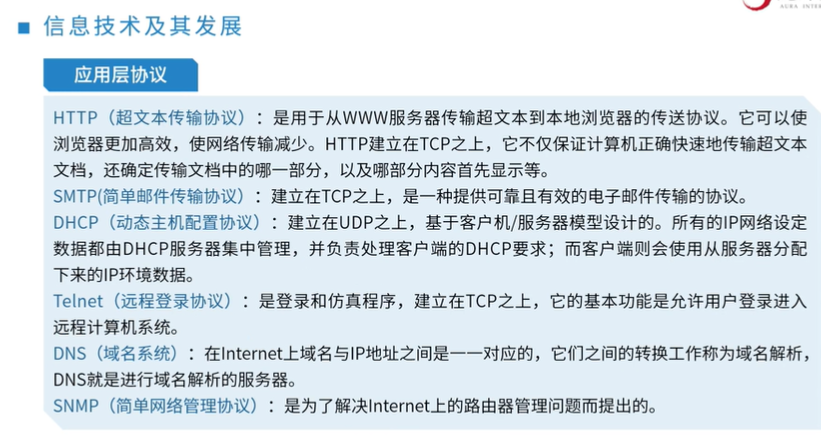 信息技术及其发展
AURA INTER
应用层协议
HTTP（超文本传输协议）：是用于从WWW服务器传输超文本到本地浏览器的传送协议。它可以使
浏览器更加高效，使网络传输减少。HTTP建立在TCP之上，它不仅保证计算机正确快速地传输超文本
文档，还确定传输文档中的哪一部分，以及哪部分内容首先显示等。
SMTP(简单邮件传输协议）：建立在TCP之上，是一种提供可靠且有效的电子邮件传输的协议。
DHCP（动态主机配置协议）：建立在UDP之上，基于客户机/服务器模型设计的。所有的IP网络设定
数据都由DHCP服务器集中管理，并负责处理客户端的DHCP要求；而客户端则会使用从服务器分配
下来的IP环境数据。
Telnet（远程登录协议）：是登录和仿真程序，建立在TCP之上，它的基本功能是允许用户登录进入
远程计算机系统。
DNS（域名系统）：在Internet上域名与IP地址之间是一一对应的，它们之间的转换工作称为域名解析，
DNS就是进行域名解析的服务器。
SNMP（简单网络管理协议）：是为了解决Internet上的路由器管理问题而提出的。